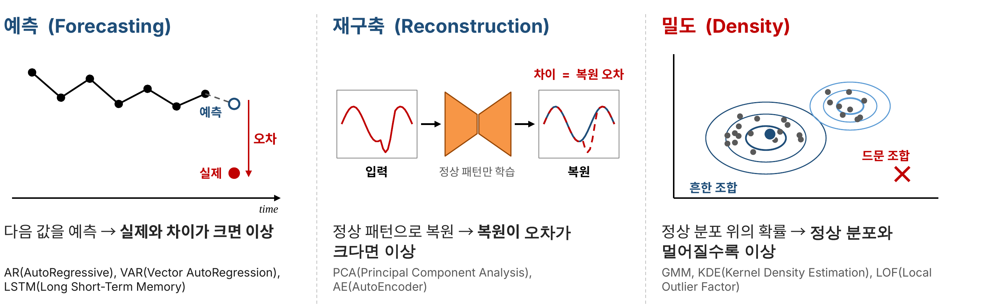 예측 (Forecasting)
예측
오차
실제
time
다음 값을 예측 → 실제와 차이가 크면 이상
AR(AutoRegressive), VAR(Vector AutoRegression),
LSTM(Long Short-Term Memory)
재구축 (Reconstruction)
차이 = 복원 오차
입력
정상 패턴만 학습
복원
정상 패턴으로 복원 → 복원이 오차가
크다면 이상
PCA(Principal Component Analysis),
AE(AutoEncoder)
밀도 (Density)
드문 조합
흔한 조합
정상 분포 위의 확률 → 정상 분포와
멀어질수록 이상
GMM, KDE(Kernel Density Estimation), LOF(Local
Outlier Factor)